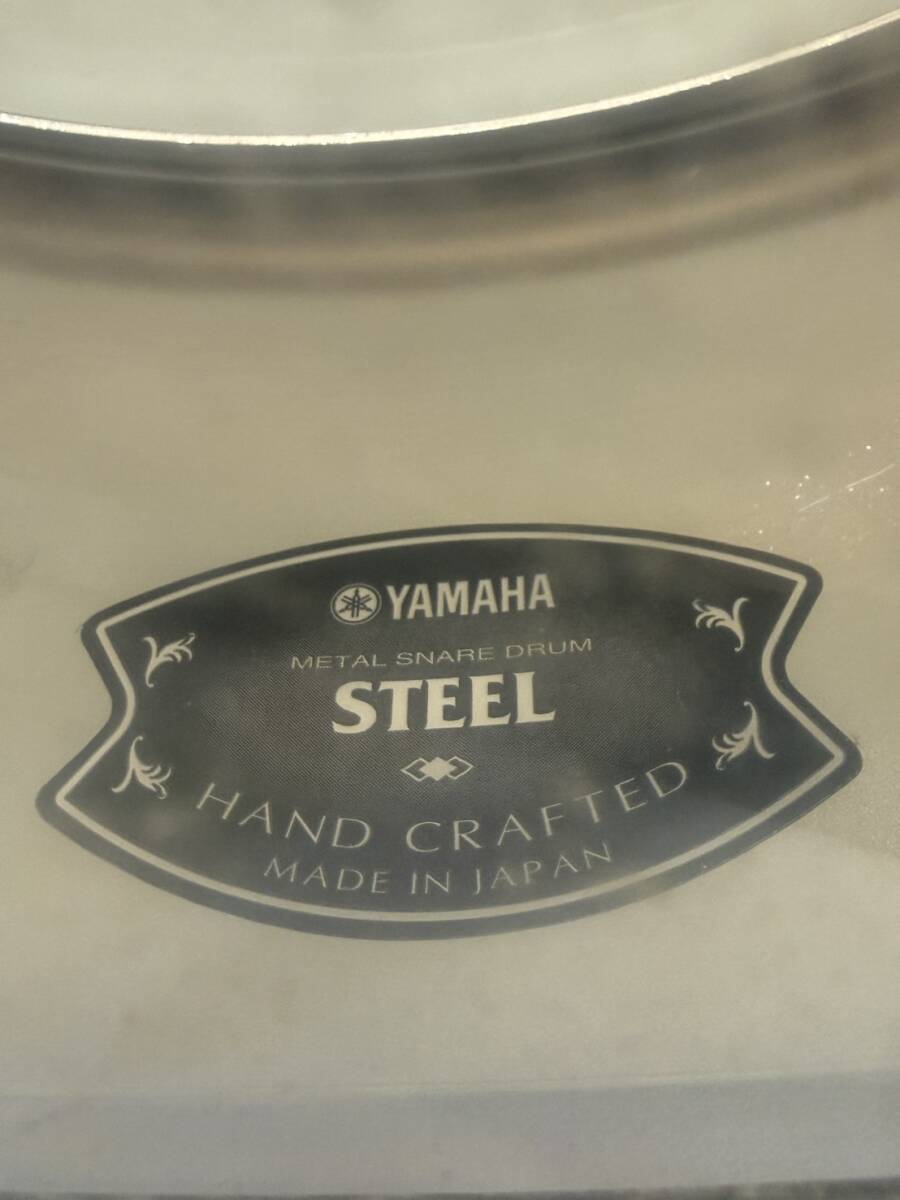 YAMAHA
METAL SNARE DRUM
STEEL
HAND CRAFTED
MADE IN JAPAN